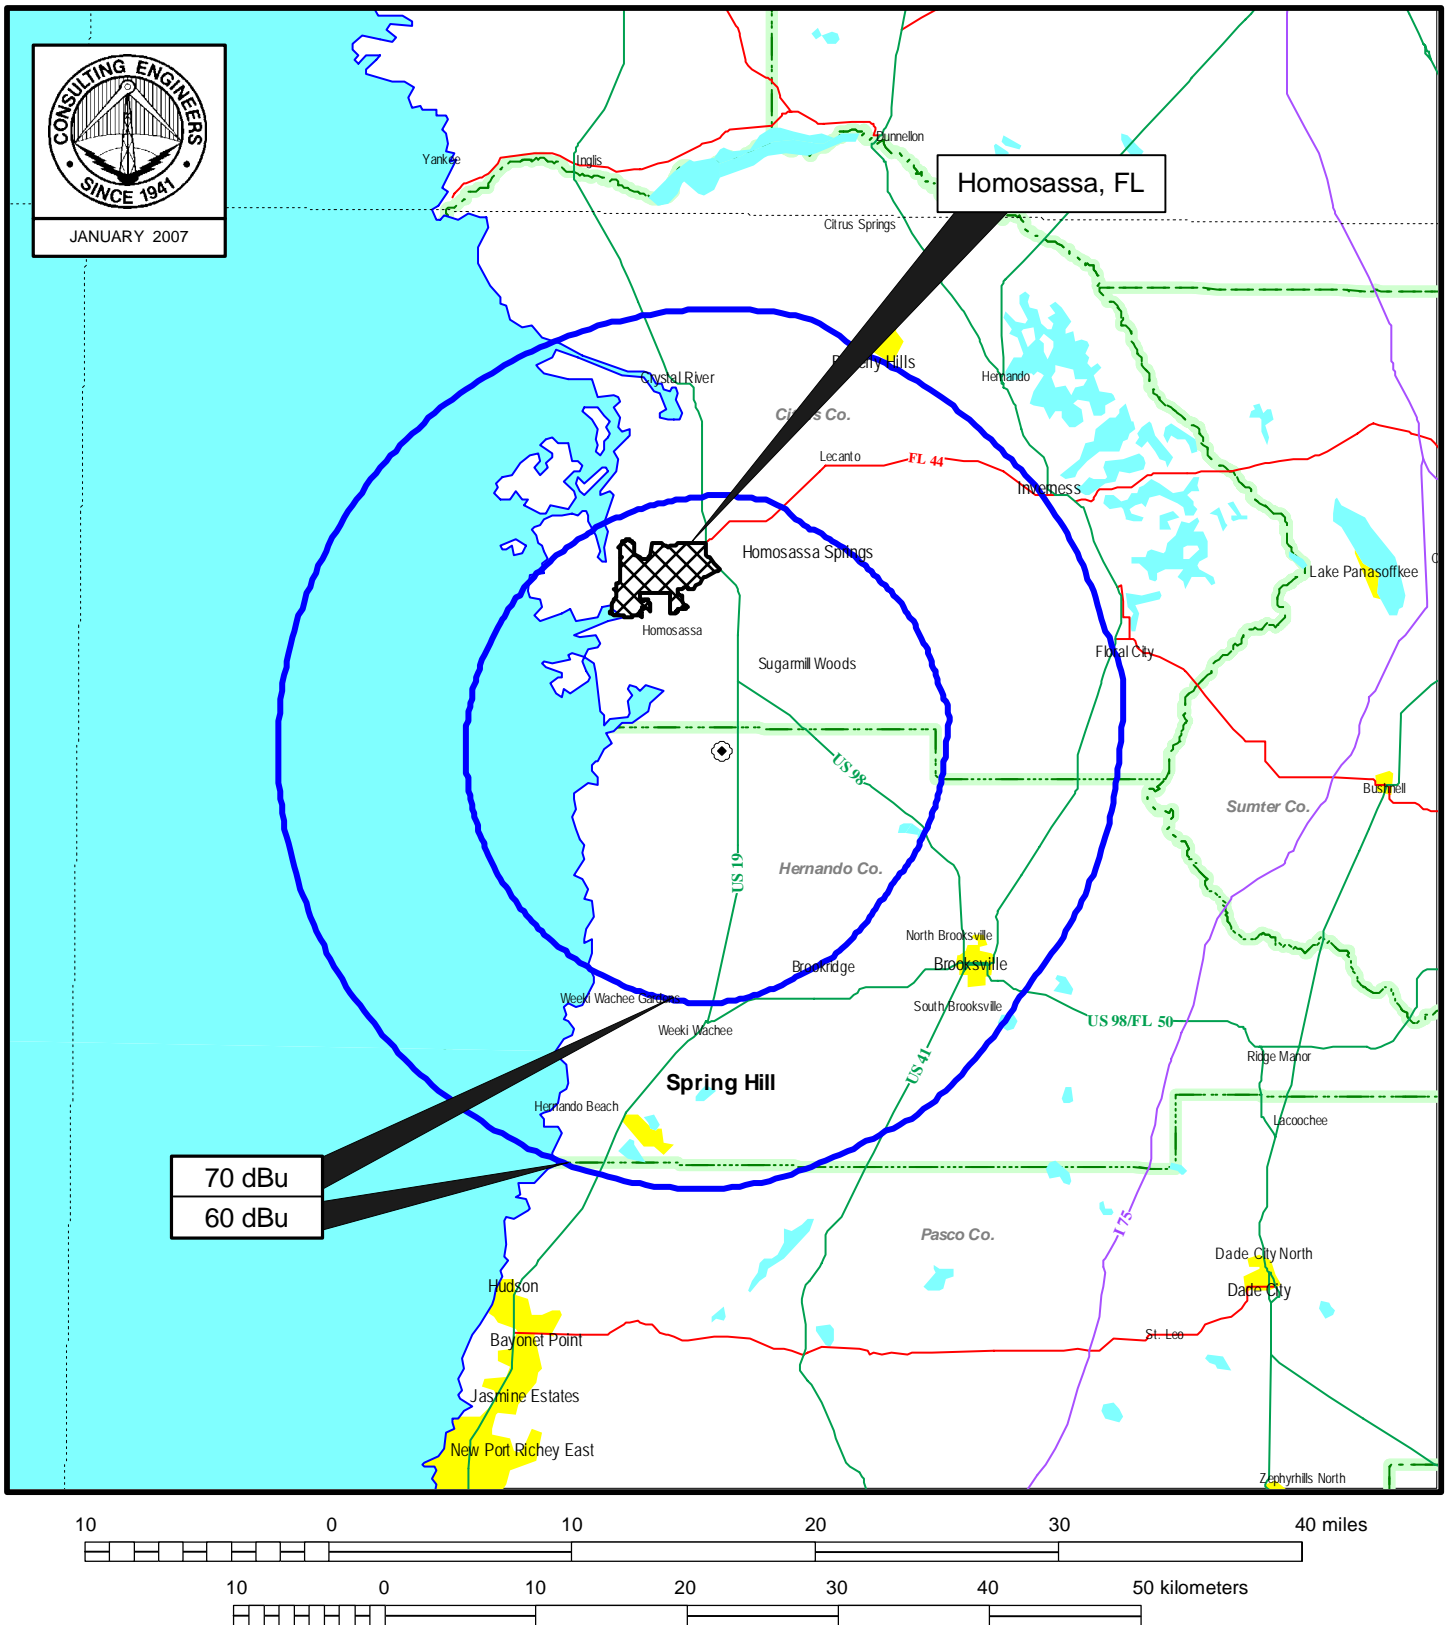 CONSULTING ENGINEERS
SINCE 1941
JANUARY 2007
Yankee
Inglis
Dunnellon
Homosassa, FL
Citrus Springs
Beverly Hills
Crystal River
Hernando
Citrus Co.
Lecanto
FL 44
Inverness
Homosassa Springs
Lake Panasoffkee
Homosassa
Floral City
Sugarmill Woods
US 98
Bushnell
Sumter Co.
US 19
Hernando Co.
North Brooksville
Brookridge
Brooksville
Weeki Wachee Gardens
South Brooksville
US 98/FL 50
Weeki Wachee
Ridge Manor
US 41
Spring Hill
Hernando Beach
Lacoochee
70 dBu
60 dBu
I 75
Pasco Co.
Dade City North
Hudson
Dade City
St. Leo
Bayonet Point
Jasmine Estates
New Port Richey East
Zephyrhills North
10 0 10 20 30 40 miles
10 0 10 20 30 40 50 kilometers